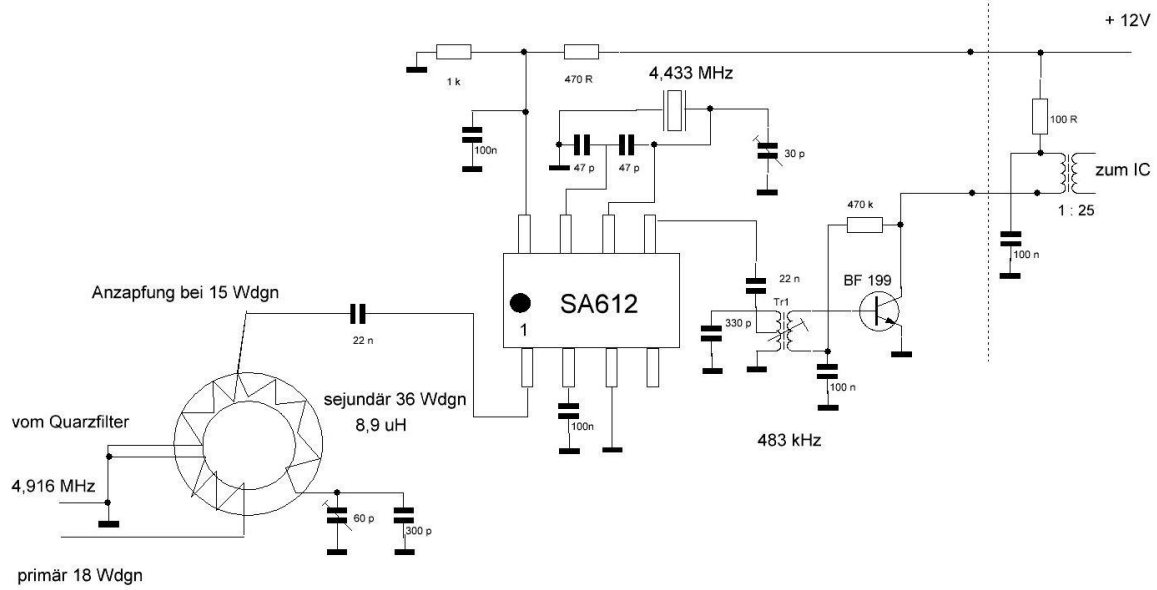 + 12V
1 k
470 R
4,433 MHz
100 R
100n
47 p
47 p
30 p
zum IC
1 : 25
470 k
100 n
Anzapfung bei 15 Wdgn
22 n
SA612
1
22 n
Tr1
BF 199
330 p
100 n
sejundär 36 Wdgn
8,9 uH
vom Quarzfilter
100n
483 kHz
4,916 MHz
60 p
300 p
primär 18 Wdgn